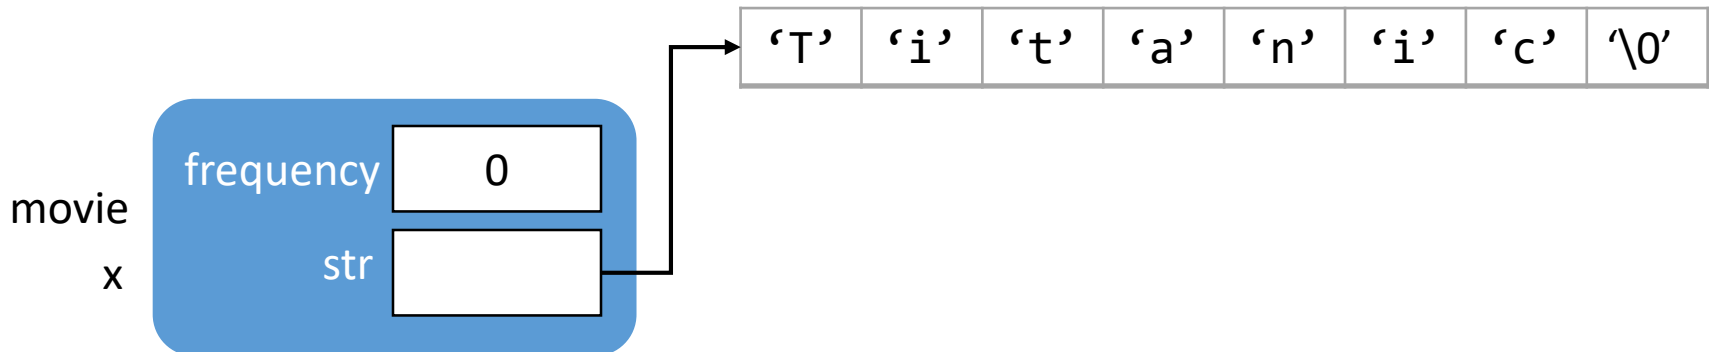 ‘T’ ‘i’ ‘t’ ‘a’ ‘n’ ‘i’ ‘c’ ‘\0’
frequency 0
movie
str
x